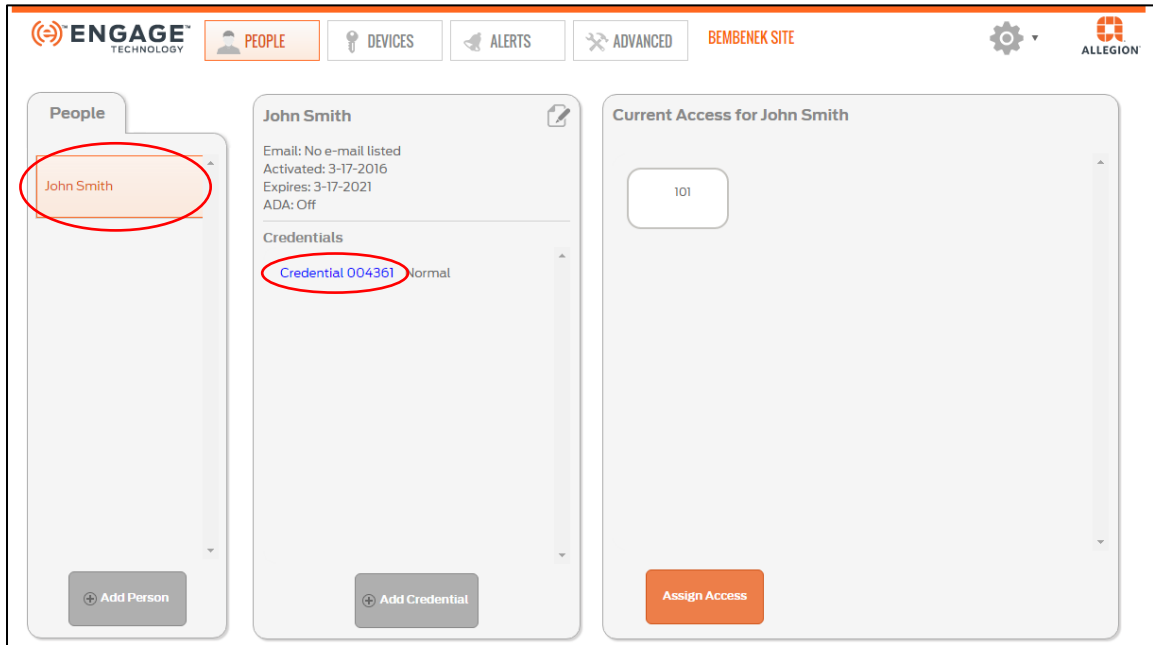 ENGAGE™
TECHNOLOGY
PEOPLE
DEVICES
ALERTS
ADVANCED
BEMBENEK SITE
ALLEGION
People
John Smith
Add Person
John Smith
Email: No e-mail listed
Activated: 3-17-2016
Expires: 3-17-2021
ADA: Off
Credentials
Credential 004361 Normal
Add Credential
Current Access for John Smith
101
Assign Access